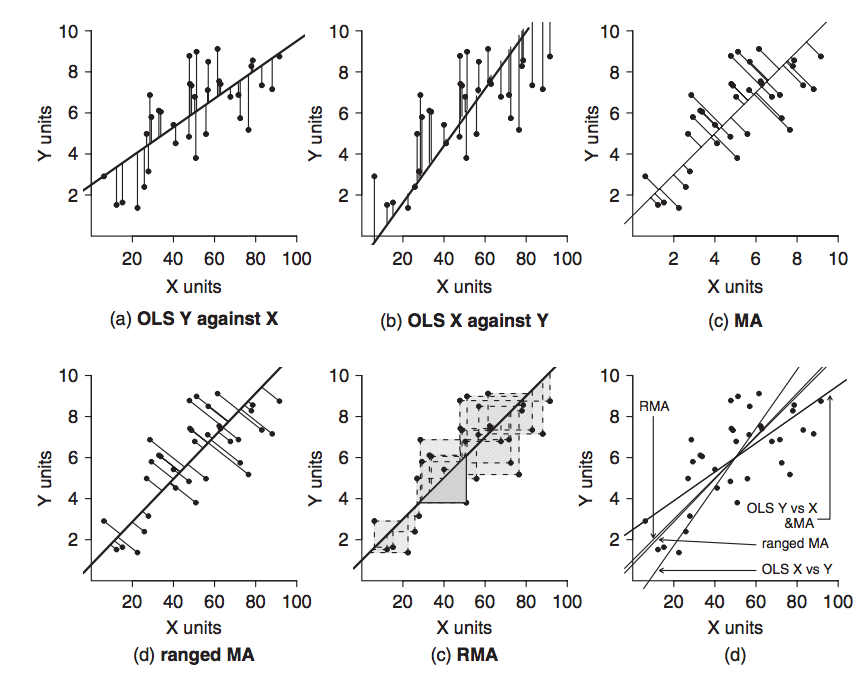 10
8
6
4
2
Y units
20 40 60 80 100
X units
(a) OLS Y against X
10
8
6
4
2
Y units
20 40 60 80 100
X units
(b) OLS X against Y
10
8
6
4
2
Y units
2 4 6 8 10
X units
(c) MA
10
8
6
4
2
Y units
20 40 60 80 100
X units
(d) ranged MA
10
8
6
4
2
Y units
20 40 60 80 100
X units
(c) RMA
10
8
6
4
2
Y units
RMA
OLS Y vs X
&MA
ranged MA
OLS X vs Y
20 40 60 80 100
X units
(d)